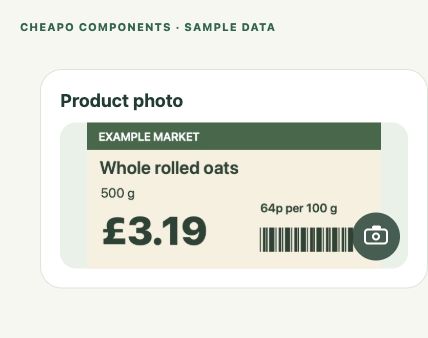 CHEAPO COMPONENTS · SAMPLE DATA
Product photo
EXAMPLE MARKET
Whole rolled oats
500 g
64p per 100 g
£3.19